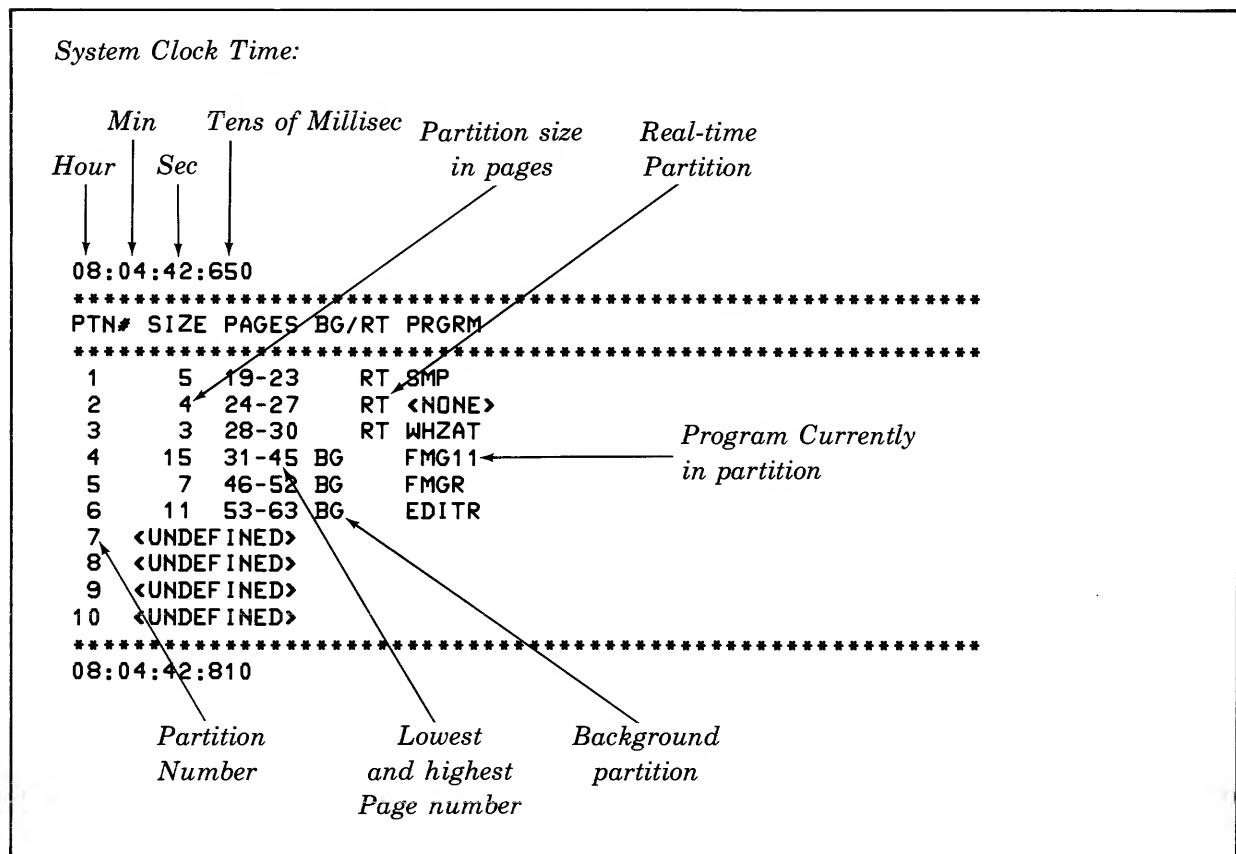 System Clock Time:
Min Tens of Millisec Partition size Real-time
Hour Sec in pages Partition
08:04:42:650
************************************************************
PTN# SIZE PAGES BG/RT PRGRM
************************************************************
1 5 19-23 RT SMP
2 4 24-27 RT <NONE>
3 3 28-30 RT WHZAT
4 15 31-45 BG FMG11
5 7 46-52 BG FMGR
6 11 53-63 BG EDITR
7 <UNDEFINED>
8 <UNDEFINED>
9 <UNDEFINED>
10 <UNDEFINED>
************************************************************
08:04:42:810
Program Currently
in partition
Partition Lowest Background
Number and highest partition
Page number